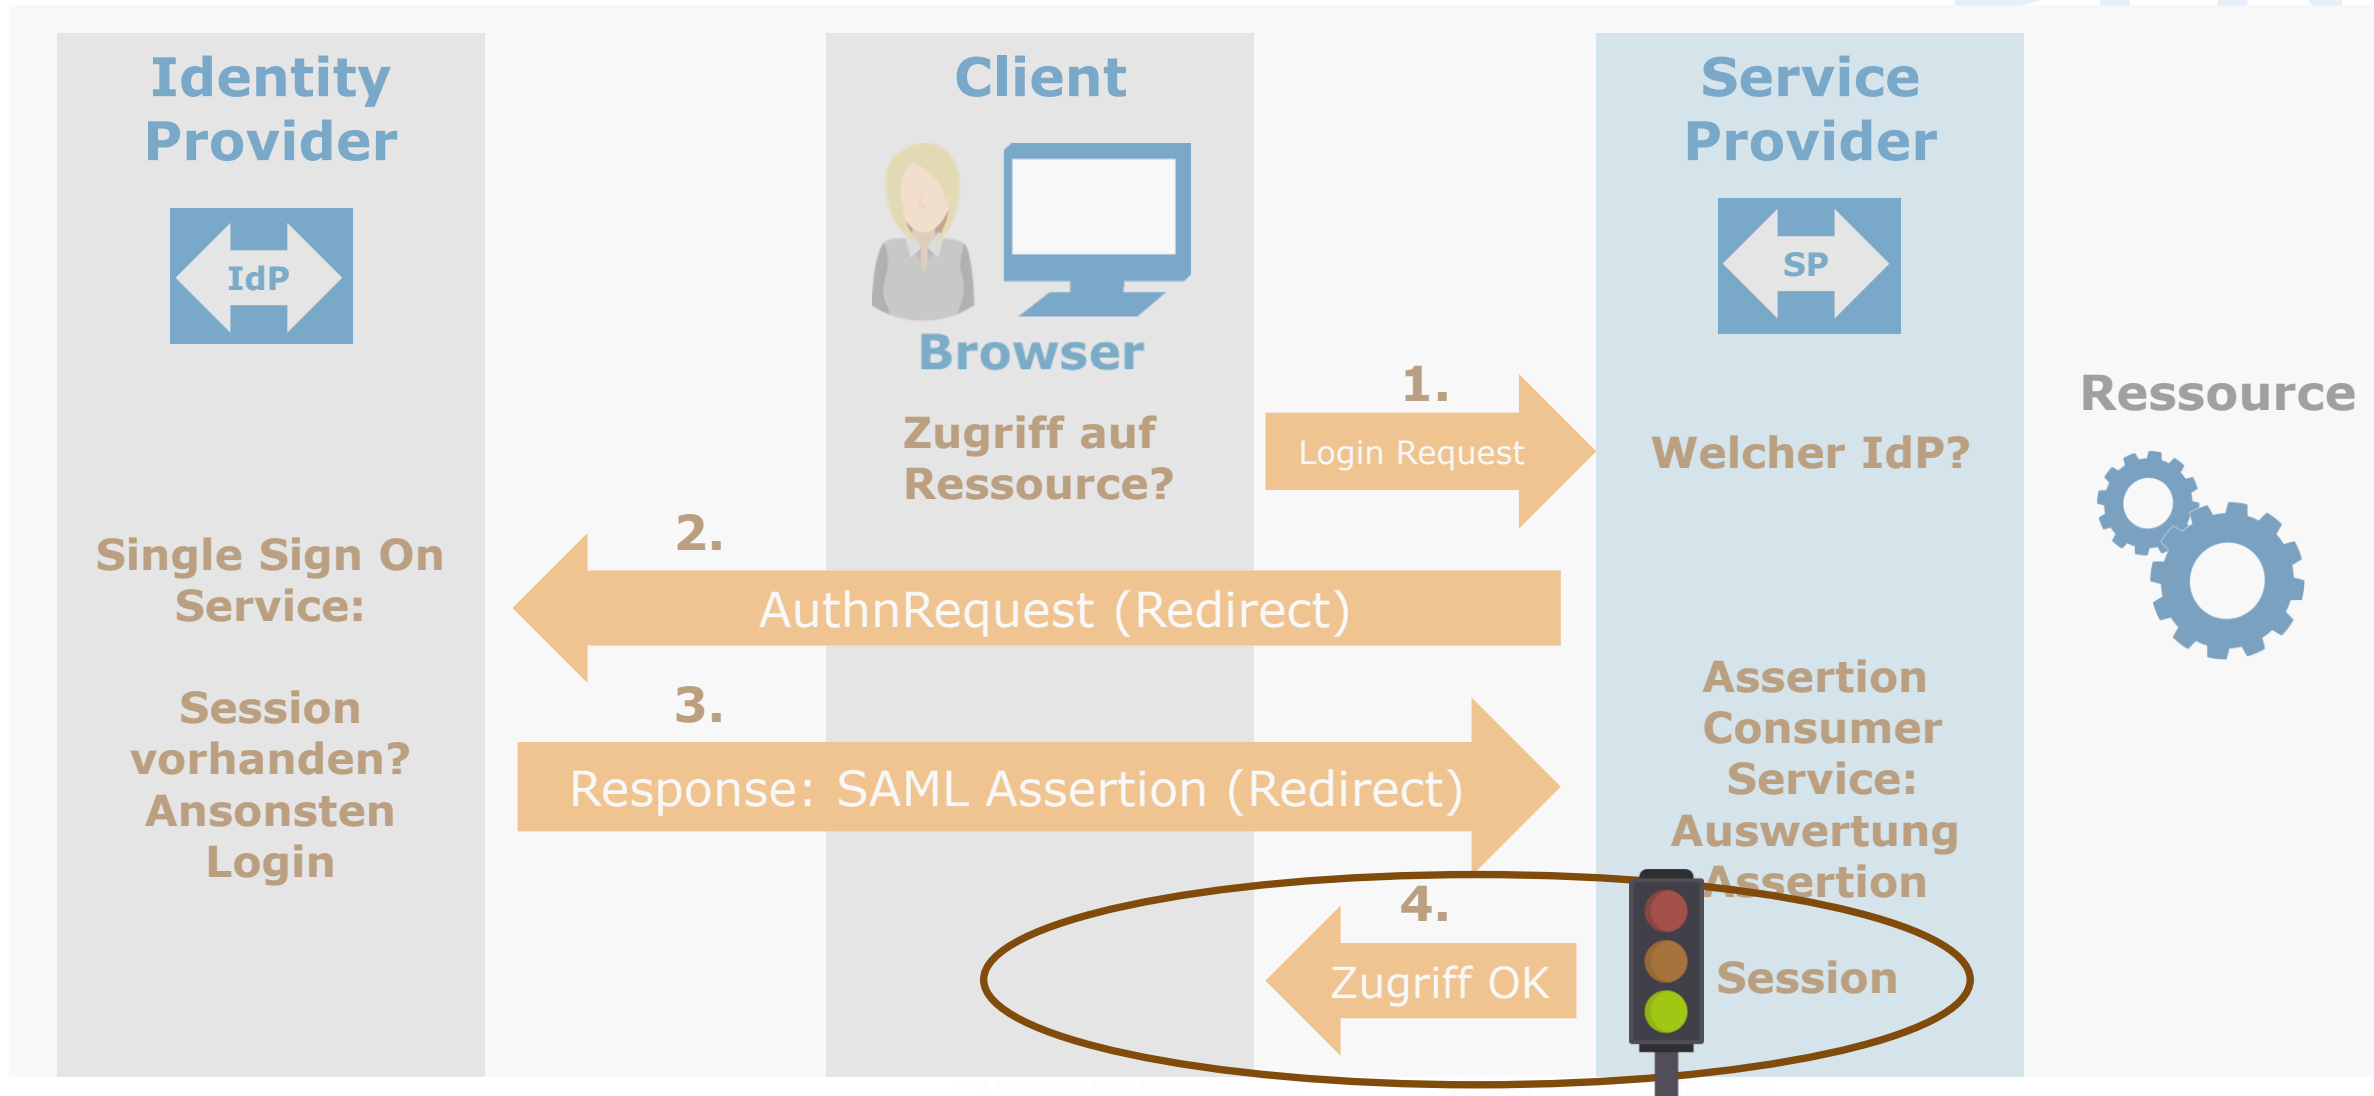 Identity
Provider
IdP
Single Sign On
Service:
Session
vorhanden?
Ansonsten
Login
Client
Browser
Zugriff auf
Ressource?
1.
Login Request
2.
AuthnRequest (Redirect)
3.
Response: SAML Assertion (Redirect)
4.
Zugriff OK
Service
Provider
SP
Welcher IdP?
Assertion
Consumer
Service:
Auswertung
Assertion
Session
Ressource